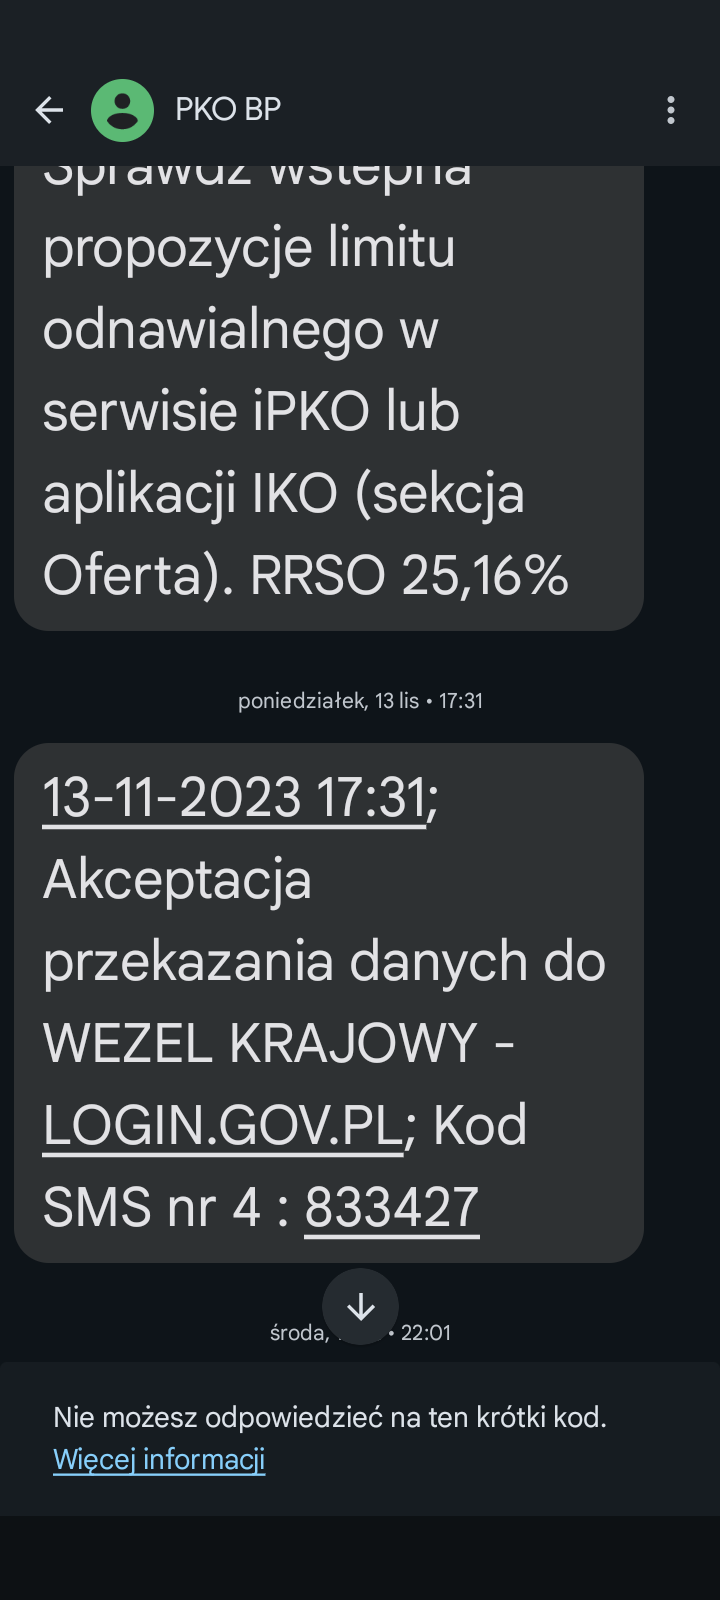 PKO BP
Sprawdz wstepna
propozycje limitu
odnawialnego w
serwisie iPKO lub
aplikacji IKO (sekcja
Oferta). RRSO 25,16%
poniedziałek, 13 lis • 17:31
13-11-2023 17:31;
Akceptacja
przekazania danych do
WEZEL KRAJOWY -
LOGIN.GOV.PL; Kod
SMS nr 4 : 833427
środa, • 22:01
Nie możesz odpowiedzieć na ten krótki kod.
Więcej informacji